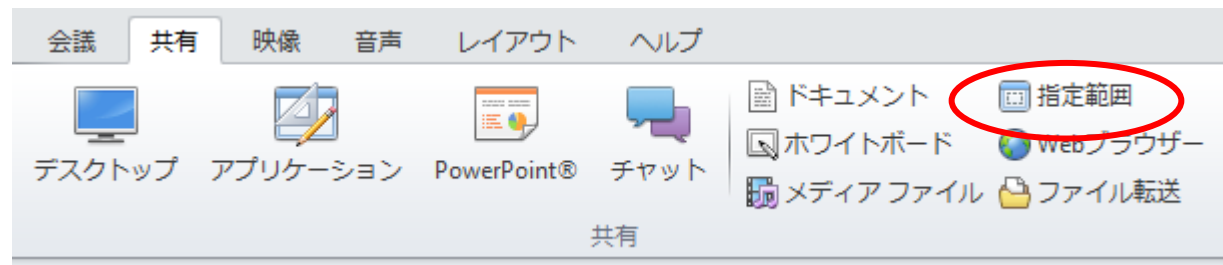 会議 共有 映像 音声 レイアウト ヘルプ
デスクトップ アプリケーション PowerPoint® チャット
ドキュメント 指定範囲
ホワイトボード Webブラウザー
メディア ファイル ファイル転送
共有